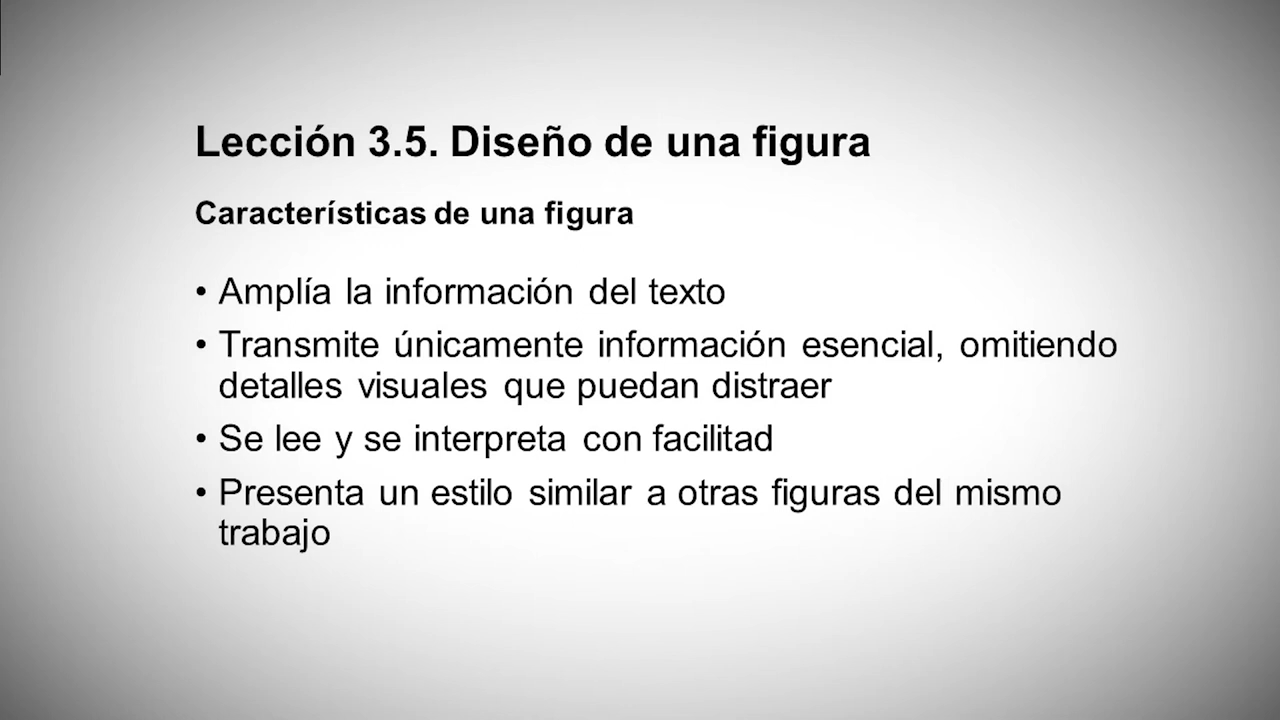 Lección 3.5. Diseño de una figura
Características de una figura
• Amplía la información del texto
• Transmite únicamente información esencial, omitiendo
detalles visuales que puedan distraer
• Se lee y se interpreta con facilitad
• Presenta un estilo similar a otras figuras del mismo
trabajo